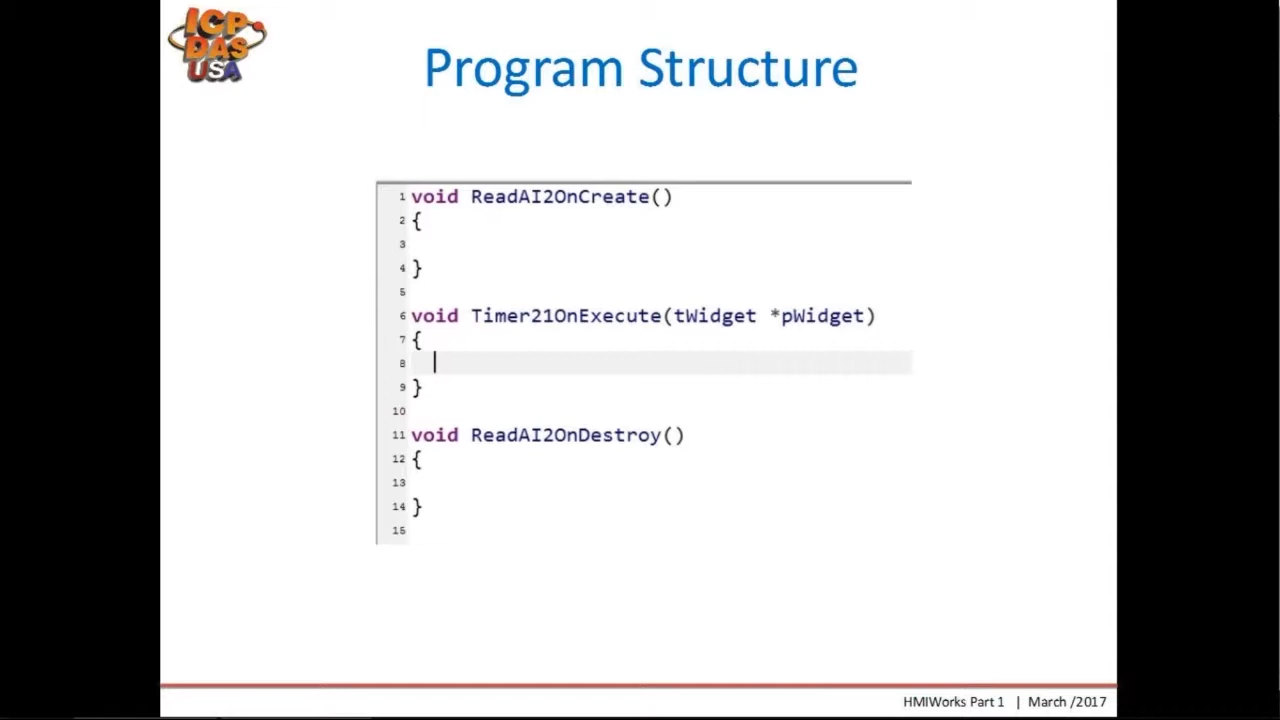 ICP
DAS
USA
Program Structure
1 void ReadAI2OnCreate()
2 {
3
4 }
5
6 void Timer21OnExecute(tWidget *pWidget)
7 {
8
9 }
10
11 void ReadAI2OnDestroy()
12 {
13
14 }
15
HMIWorks Part 1 | March /2017